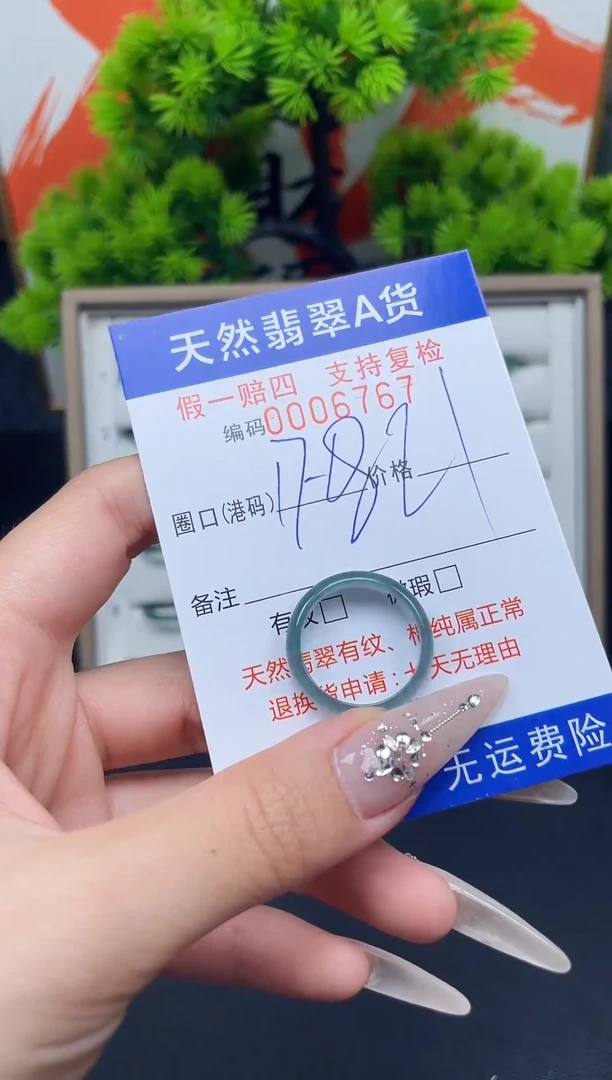 天然翡翠A货
假一赔四 支持复检
编码0006767
圈口(港码) 价格
备注
有纹□ 微瑕□
天然翡翠有纹、棉纯属正常
退换货申请:七天无理由
无运费险